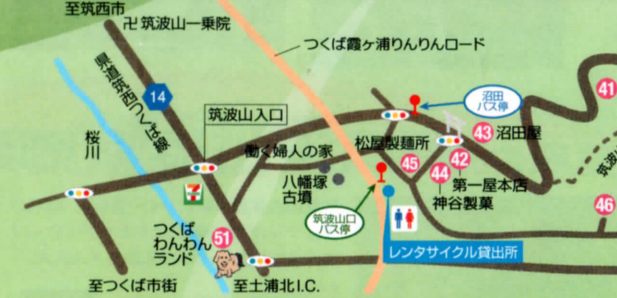 至筑西市
卍筑波山一乗院
つくば霞ヶ浦りんりんロード
県道筑西つくば線
14
桜川
筑波山入口
沼田
バス停
41
43 沼田屋
松屋製麺所
働く婦人の家
45
44
42
第一屋本店
神谷製菓
八幡塚
古墳
7
ELEVEN
筑波山口
バス停
46
つくば
わんわん
ランド
51
レンタサイクル貸出所
至つくば市街
至土浦北I.C.
筑波山